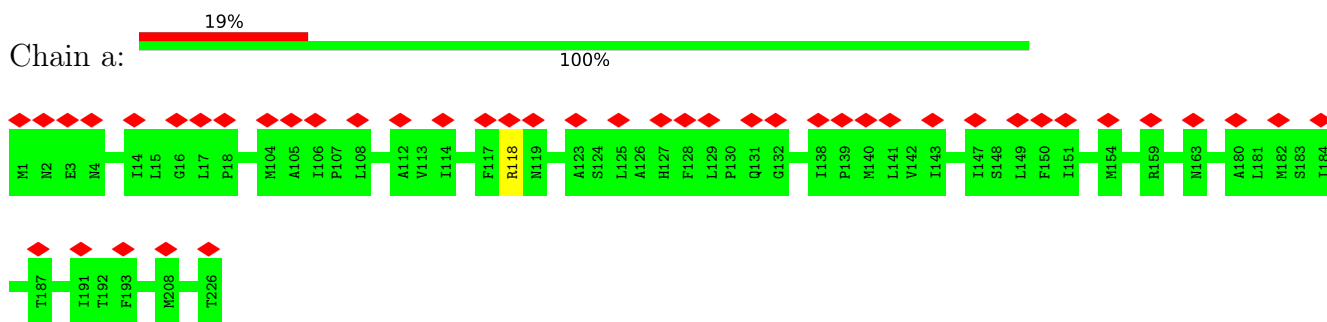 19%
Chain a:
100%
M1 N2 E3 N4 I14 L15 G16 L17 P18 M104 A105 I106 P107 L108 A112 V113 I114 F117 R118 N119 A123 S124 L125 A126 H127 F128 L129 P130 Q131 G132 I138 P139 M140 L141 V142 I143 I147 S148 L149 F150 I151 M154 R159 N163 A180 L181 M182 S183 I184
T187 I191 T192 F193 M208 T226